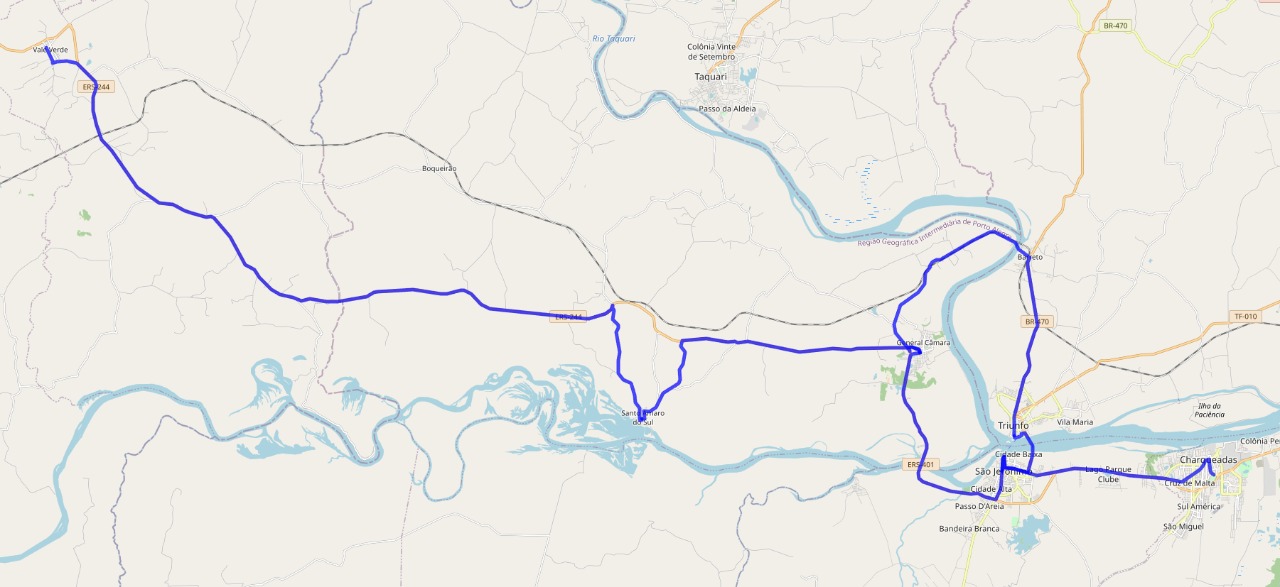 BR-470
Rio Taquari
Colônia Vinte
de Setembro
Vale Verde
Taquari
ERS-244
Passo da Aldeia
Boqueirão
Região Geográfica Intermediária de Porto Alegre
Barreto
ERS-244
BR-470
TF-010
General Câmara
Santo Amaro
do Sul
Ilha da
Paciência
Triunfo
Vila Maria
Colônia Pe
Cidade Baixa
Charqueadas
ERS-401
São Jerônimo
Lago Parque
Clube
Cruz de Malta
Cidade Alta
Passo D'Areia
Sul América
Bandeira Branca
São Miguel